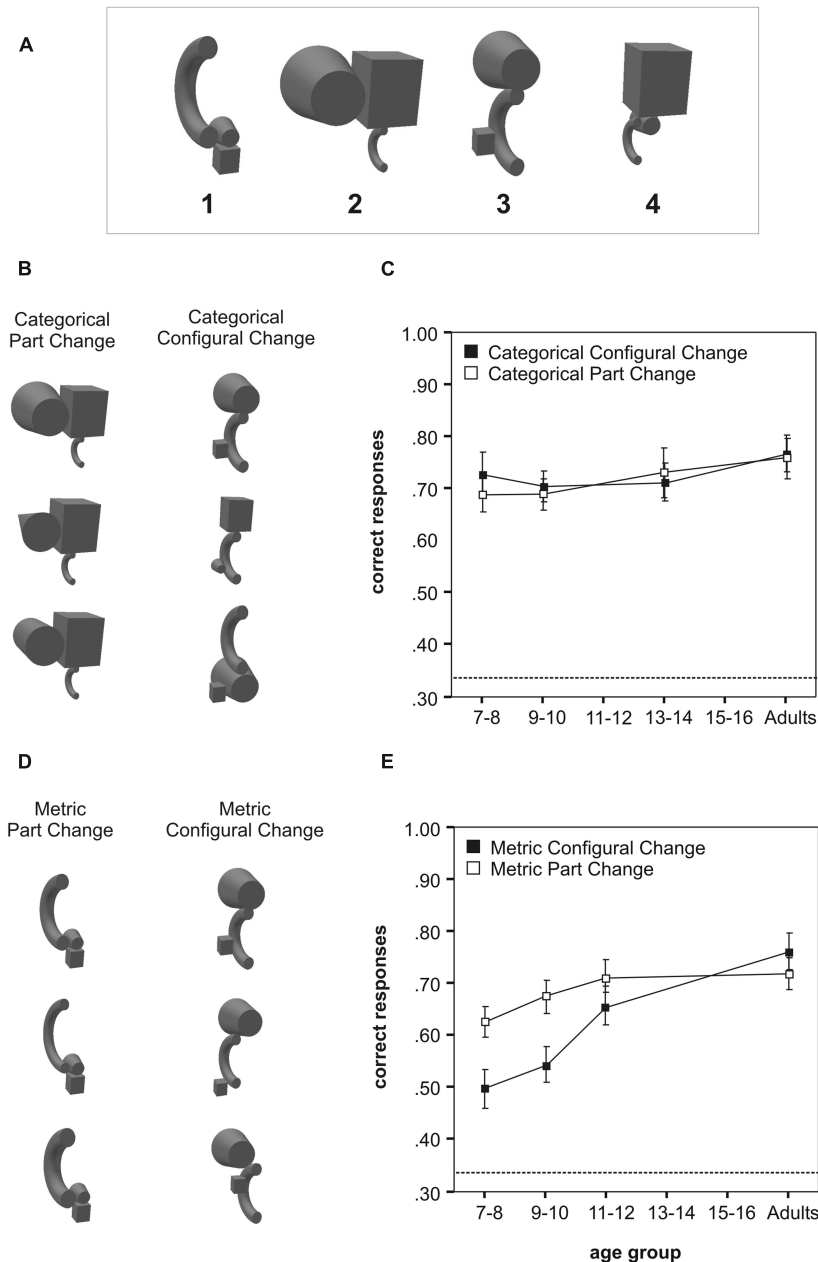 A
1 2 3 4
B
C
Categorical
Part Change
Categorical
Configural Change
correct responses
1.00
.90
.80
.70
.60
.50
.40
.30
Categorical Configural Change
Categorical Part Change
7-8 9-10 11-12 13-14 15-16 Adults
D
E
Metric
Part Change
Metric
Configural Change
correct responses
1.00
.90
.80
.70
.60
.50
.40
.30
Metric Configural Change
Metric Part Change
7-8 9-10 11-12 13-14 15-16 Adults
age group